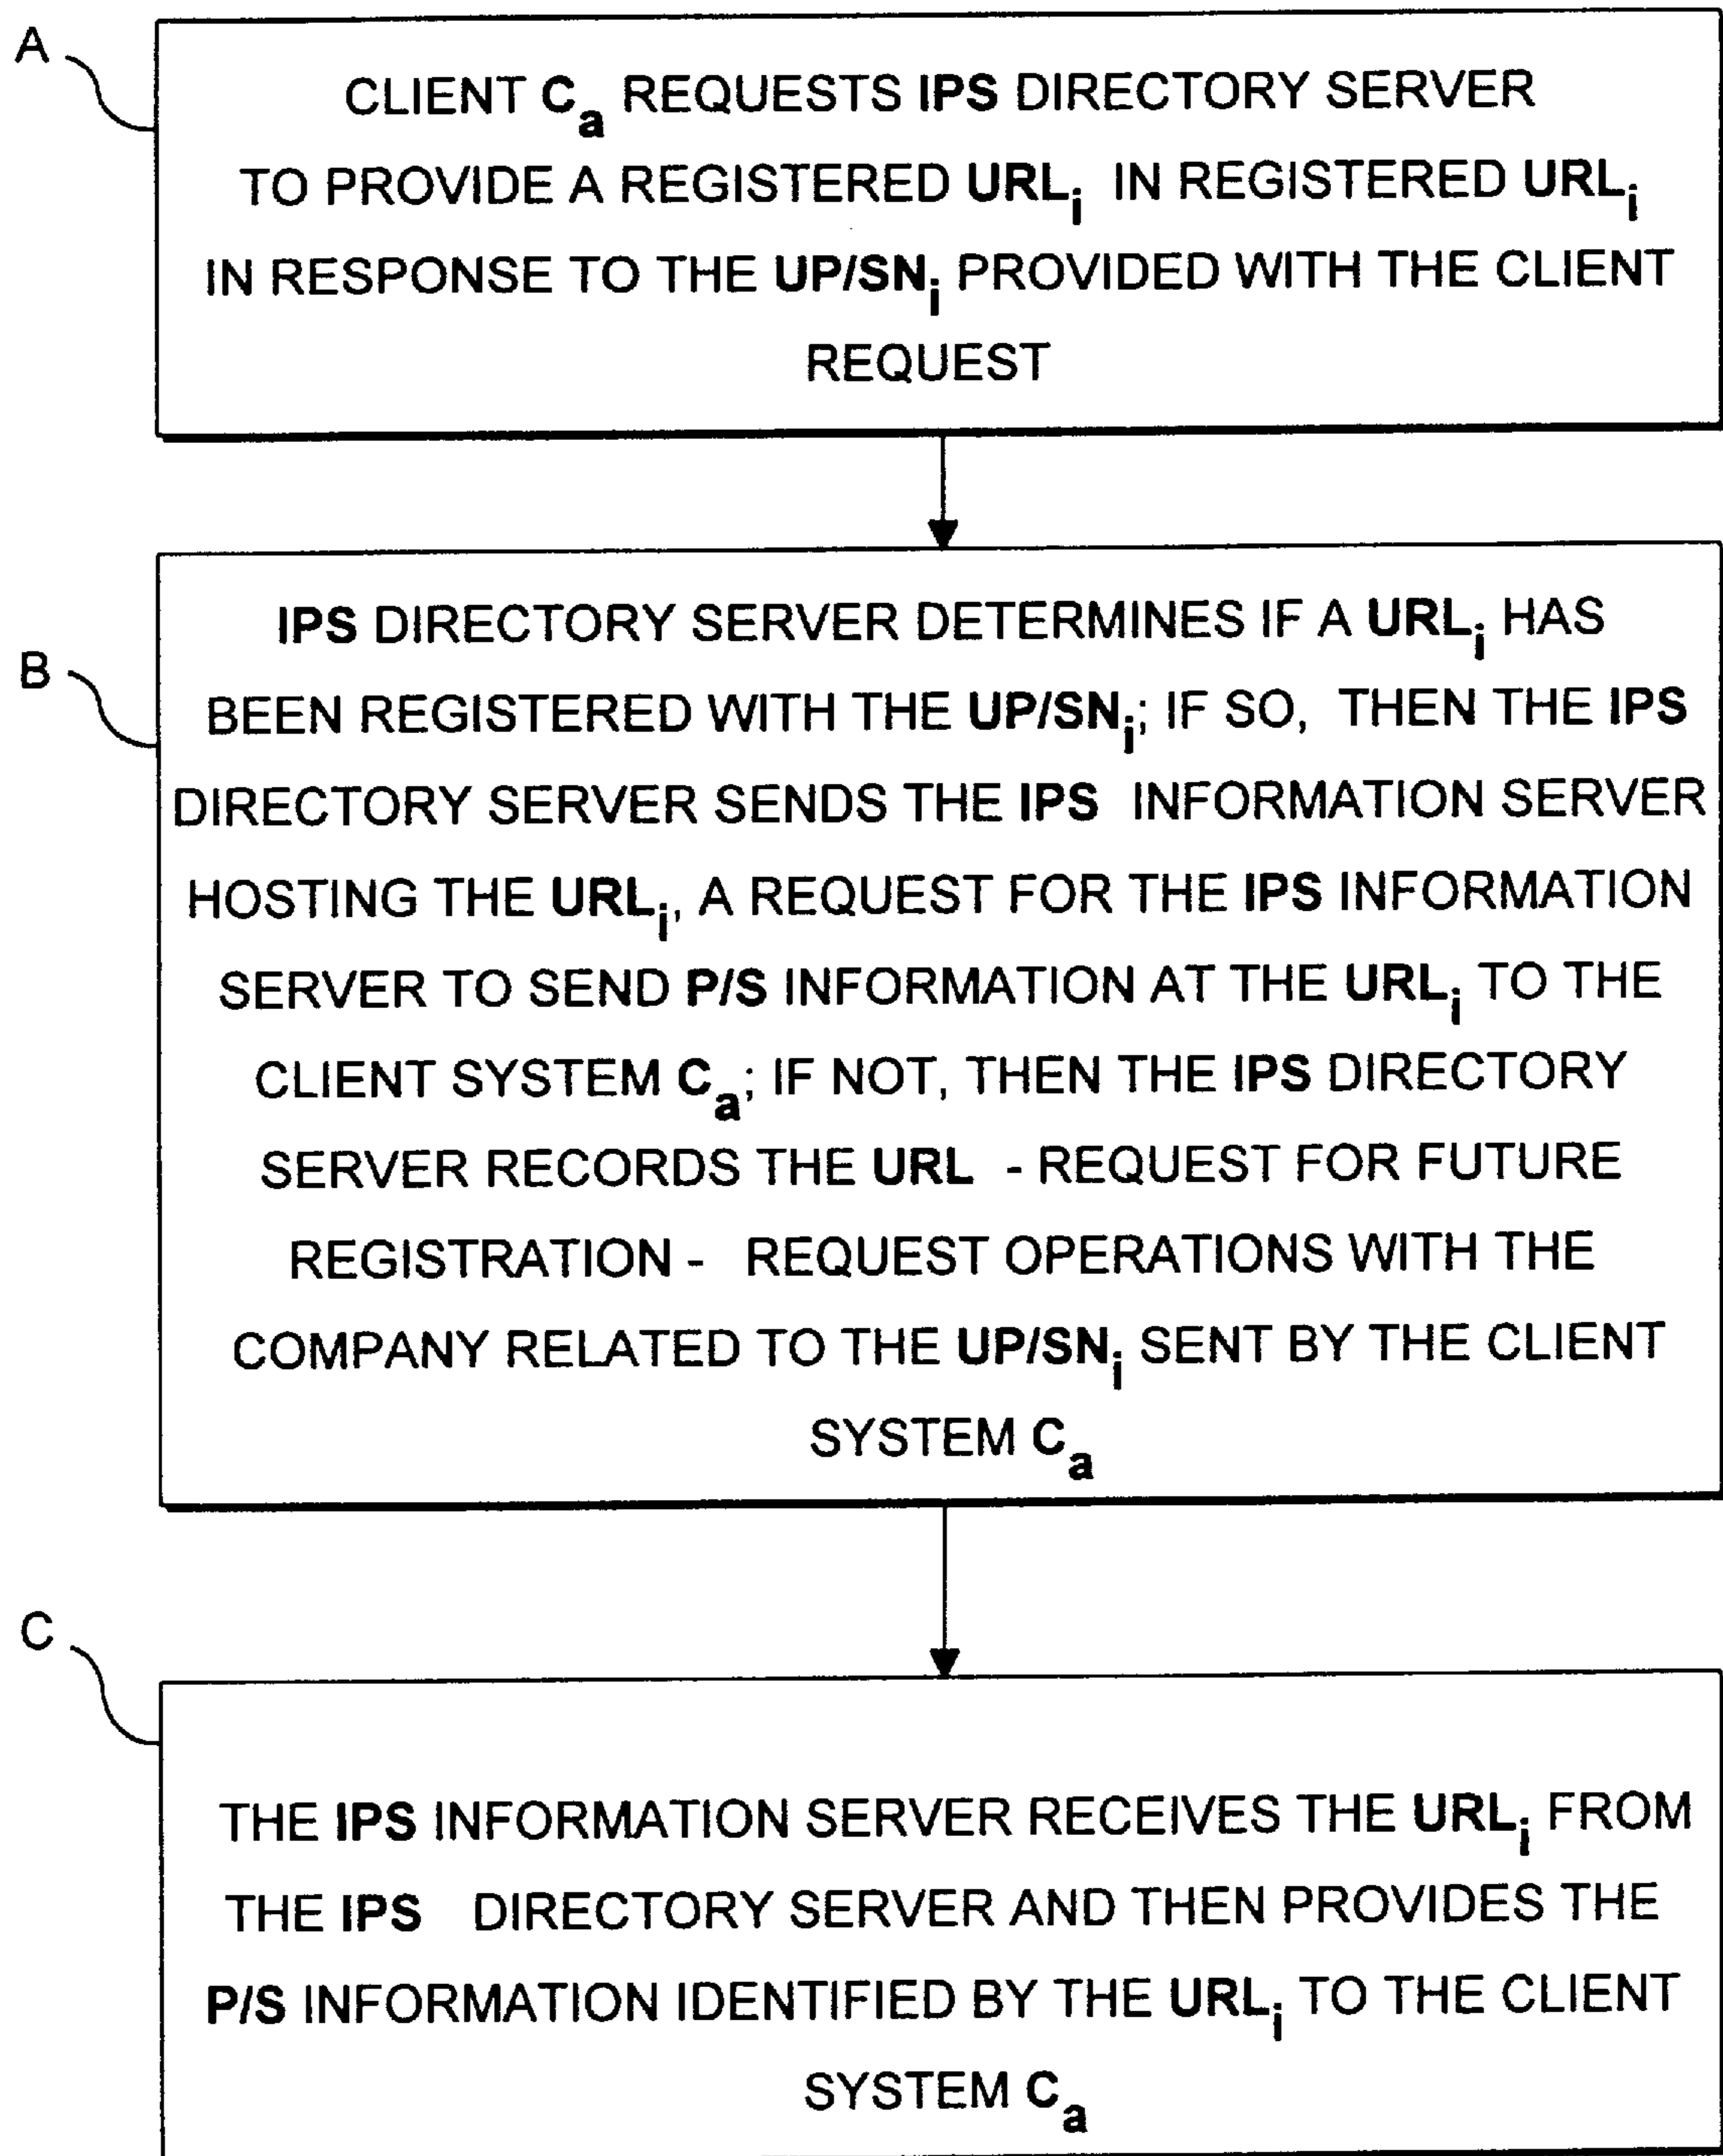 A
CLIENT Ca REQUESTS IPS DIRECTORY SERVER
TO PROVIDE A REGISTERED URLi IN REGISTERED URLi
IN RESPONSE TO THE UP/SNi PROVIDED WITH THE CLIENT
REQUEST
B
IPS DIRECTORY SERVER DETERMINES IF A URLi HAS
BEEN REGISTERED WITH THE UP/SNi; IF SO, THEN THE IPS
DIRECTORY SERVER SENDS THE IPS INFORMATION SERVER
HOSTING THE URLi, A REQUEST FOR THE IPS INFORMATION
SERVER TO SEND P/S INFORMATION AT THE URLi TO THE
CLIENT SYSTEM Ca; IF NOT, THEN THE IPS DIRECTORY
SERVER RECORDS THE URL - REQUEST FOR FUTURE
REGISTRATION - REQUEST OPERATIONS WITH THE
COMPANY RELATED TO THE UP/SNi SENT BY THE CLIENT
SYSTEM Ca
C
THE IPS INFORMATION SERVER RECEIVES THE URLi FROM
THE IPS DIRECTORY SERVER AND THEN PROVIDES THE
P/S INFORMATION IDENTIFIED BY THE URLi TO THE CLIENT
SYSTEM Ca